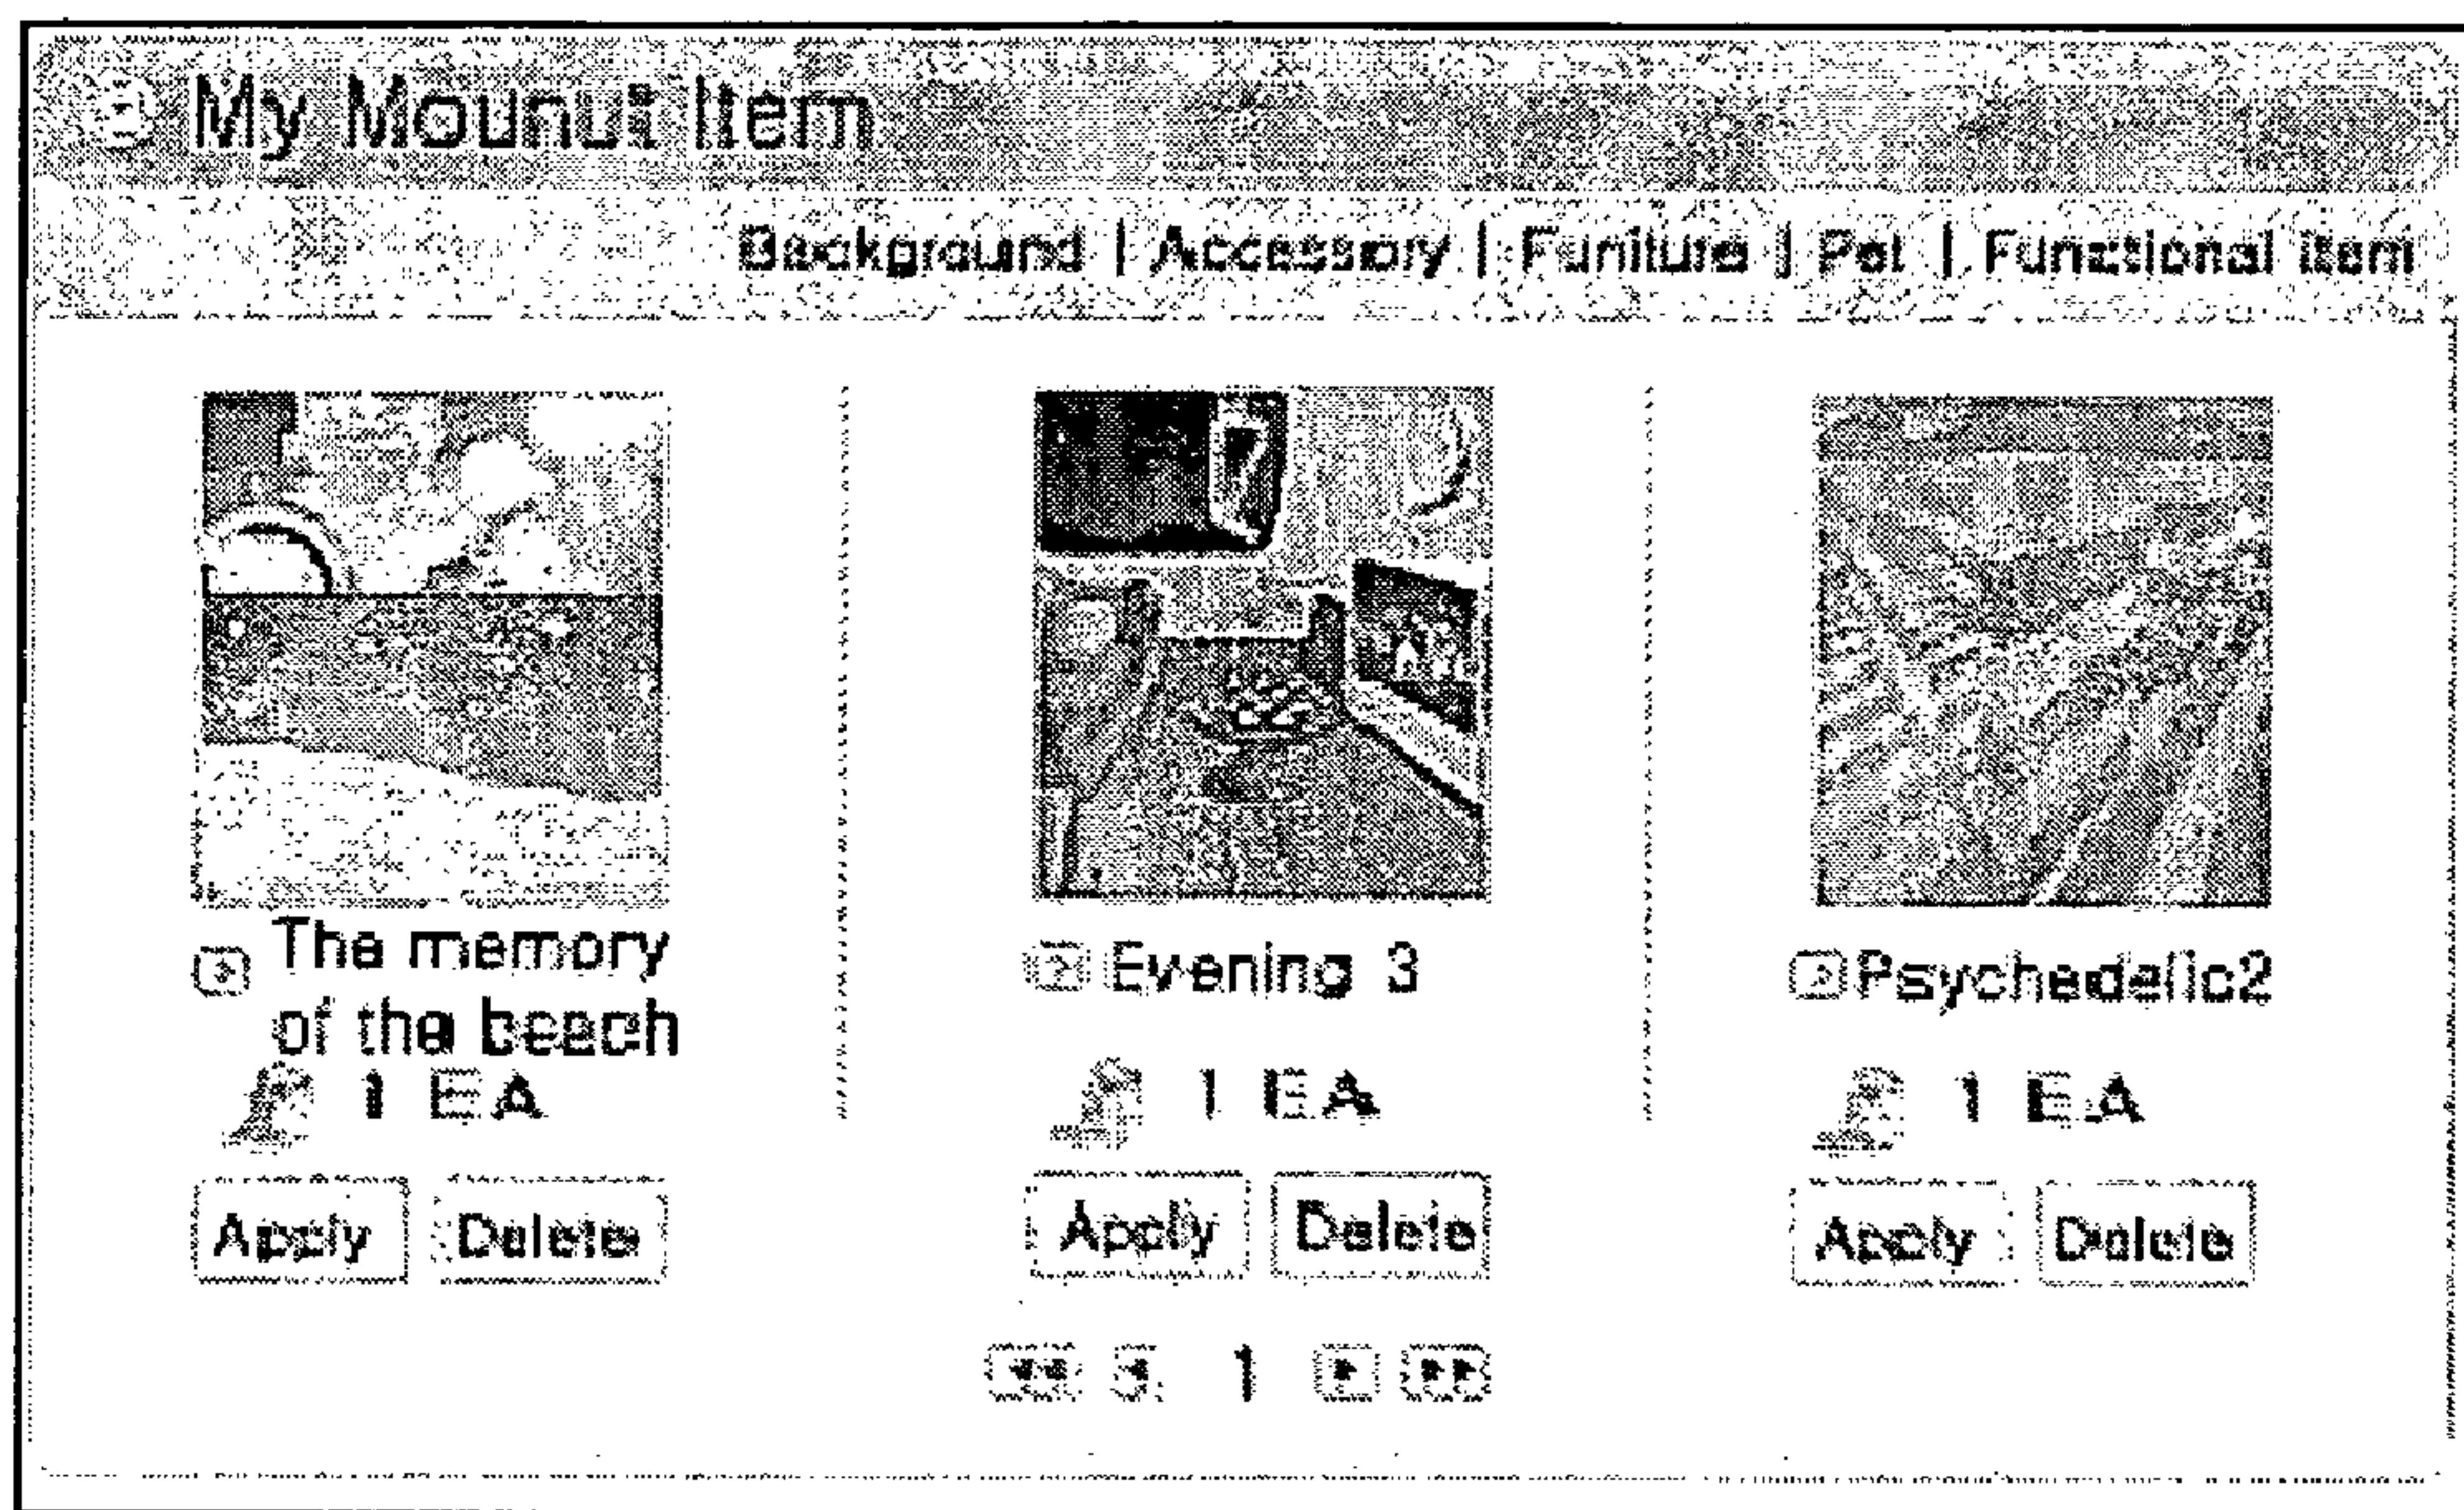 My Mounut Item
Background | Accessory | Funiture | Pet | Functional item
The memory
of the beach
Evening 3
Psychedelic2
1 EA
1 EA
1 EA
Apply
Delete
Apply
Delete
Apply
Delete
1